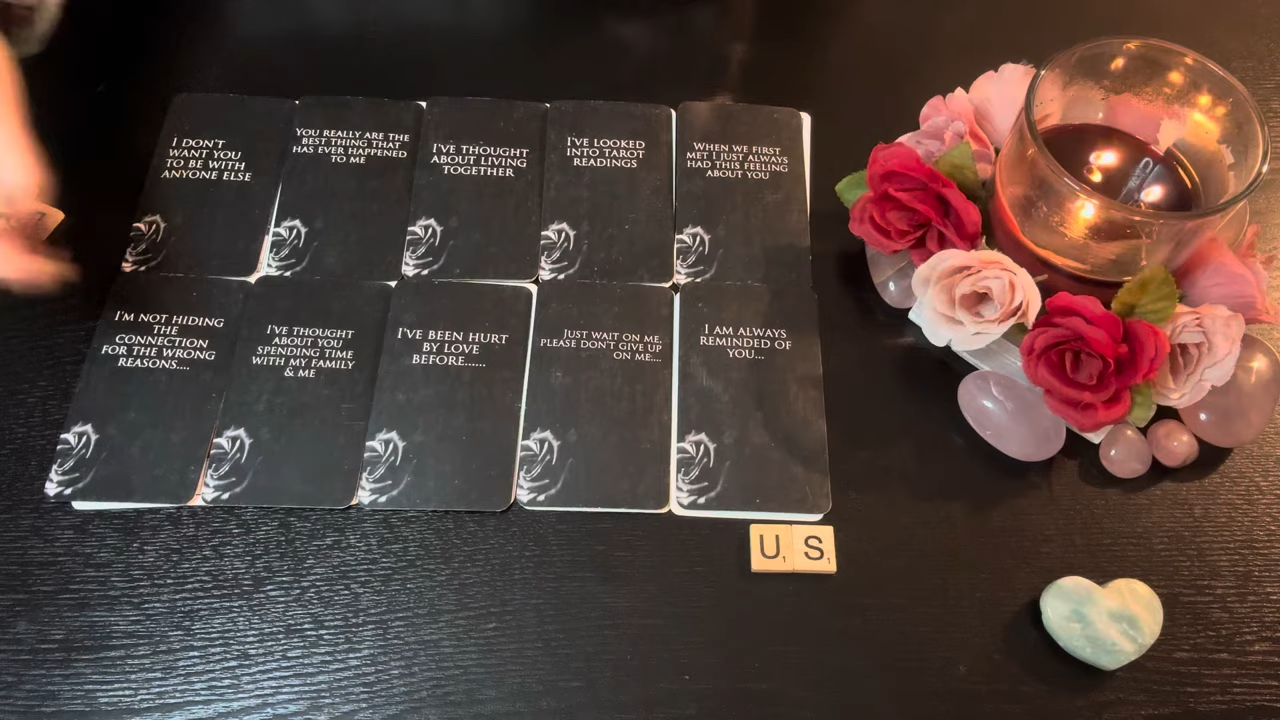 I DON'T
WANT YOU
TO BE WITH
ANYONE ELSE
YOU REALLY ARE THE
BEST THING THAT
HAS EVER HAPPENED
TO ME
I'VE THOUGHT
ABOUT LIVING
TOGETHER
I'VE LOOKED
INTO TAROT
READINGS
WHEN WE FIRST
MET I JUST ALWAYS
HAD THIS FEELING
ABOUT YOU
I'M NOT HIDING
THE
CONNECTION
FOR THE WRONG
REASONS....
I'VE THOUGHT
ABOUT YOU
SPENDING TIME
WITH MY FAMILY
& ME
I'VE BEEN HURT
BY LOVE
BEFORE......
JUST WAIT ON ME,
PLEASE DON'T GIVE UP
ON ME....
I AM ALWAYS
REMINDED OF
YOU...
U1 S1